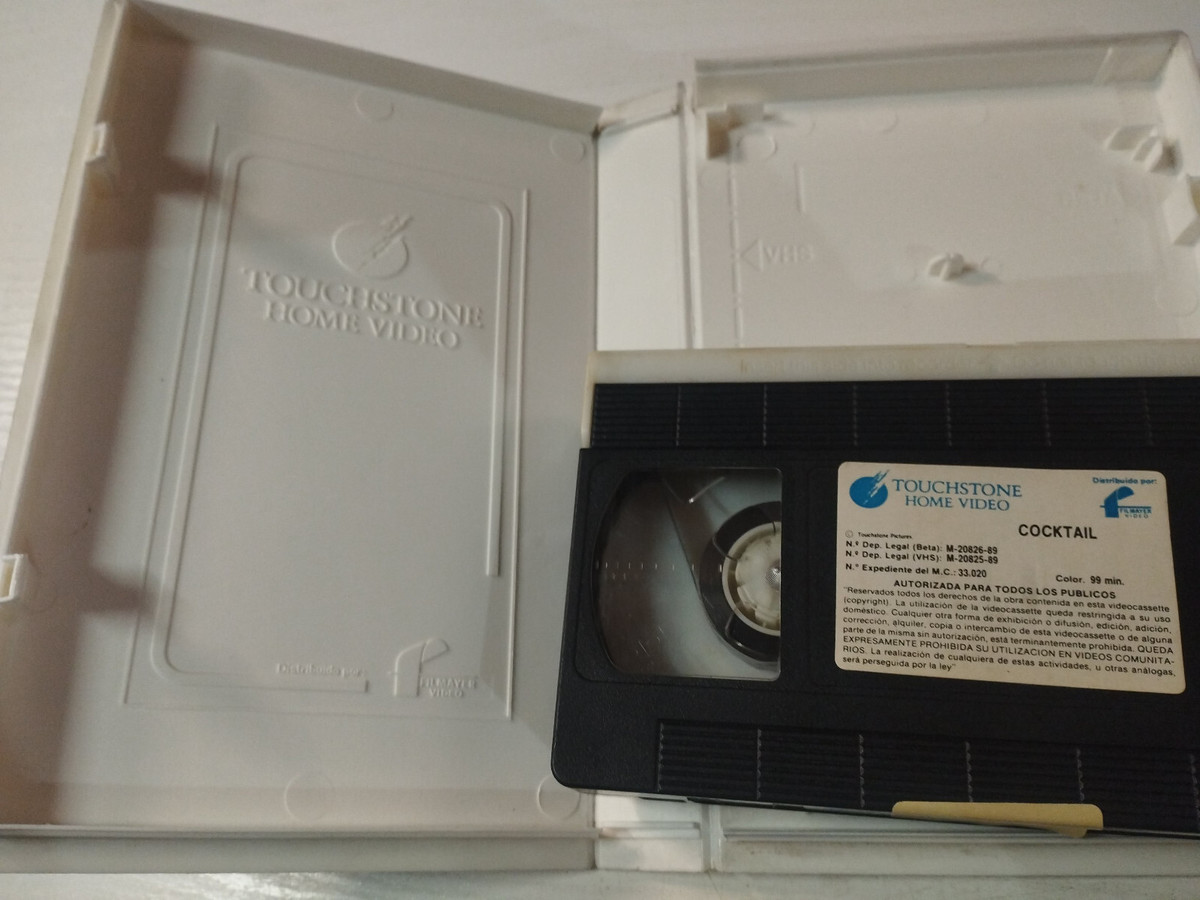 TOUCHSTONE
HOME VIDEO
Distribuido por
FILMAYER
VIDEO
VHS
BETA
TOUCHSTONE
HOME VIDEO
Distribuido por:
FILMAYER
VIDEO
COCKTAIL
© Touchstone Pictures
N.º Dep. Legal (Beta): M-20826-89
N.º Dep. Legal (VHS): M-20825-89
N.º Expediente del M.C.: 33.020
Color. 99 min.
AUTORIZADA PARA TODOS LOS PUBLICOS
"Reservados todos los derechos de la obra contenida en esta videocassette
(copyright). La utilización de la videocassette queda restringida a su uso
doméstico. Cualquier otra forma de exhibición o difusión, edición, adición,
corrección, alquiler, copia o intercambio de esta videocassette o de alguna
parte de la misma sin autorización, está terminantemente prohibida. QUEDA
EXPRESAMENTE PROHIBIDA SU UTILIZACION EN VIDEOS COMUNITA-
RIOS. La realización de cualquiera de estas actividades, u otras análogas,
será perseguida por la ley"